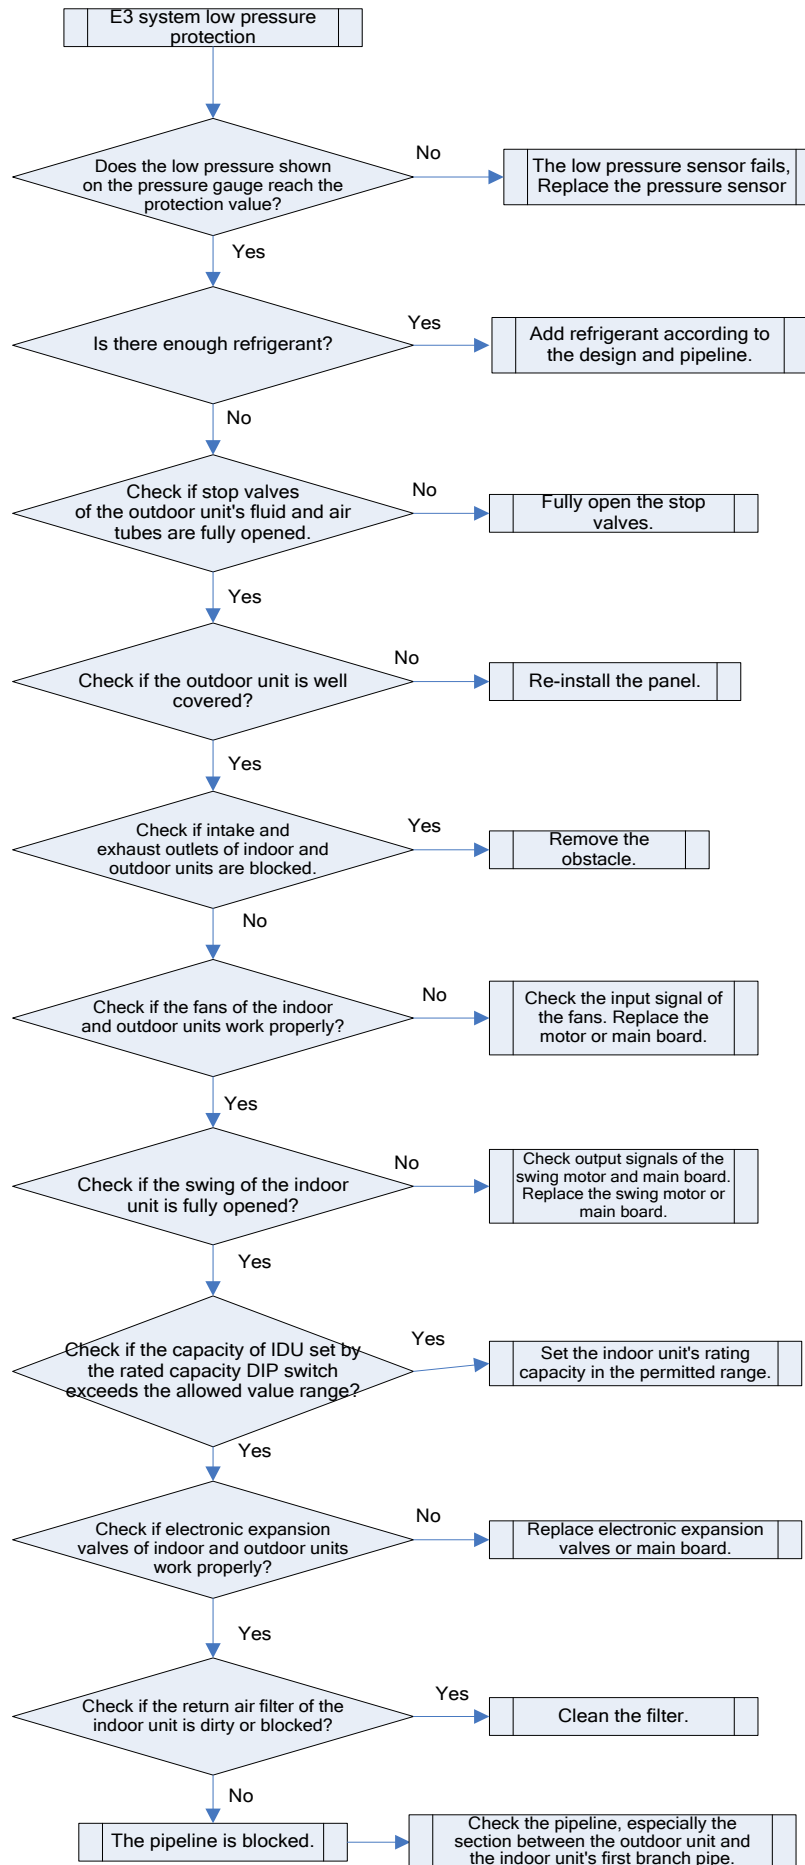 E3 system low pressure
protection
Does the low pressure shown
on the pressure gauge reach the
protection value?
No
The low pressure sensor fails,
Replace the pressure sensor
Yes
Is there enough refrigerant?
Yes
Add refrigerant according to
the design and pipeline.
No
Check if stop valves
of the outdoor unit's fluid and air
tubes are fully opened.
No
Fully open the stop
valves.
Yes
Check if the outdoor unit is well
covered?
No
Re-install the panel.
Yes
Check if intake and
exhaust outlets of indoor and
outdoor units are blocked.
Yes
Remove the
obstacle.
No
Check if the fans of the indoor
and outdoor units work properly?
No
Check the input signal of
the fans. Replace the
motor or main board.
Yes
Check if the swing of the indoor
unit is fully opened?
No
Check output signals of the
swing motor and main board.
Replace the swing motor or
main board.
Yes
Check if the capacity of IDU set by
the rated capacity DIP switch
exceeds the allowed value range?
Yes
Set the indoor unit's rating
capacity in the permitted range.
Yes
Check if electronic expansion
valves of indoor and outdoor units
work properly?
No
Replace electronic expansion
valves or main board.
Yes
Check if the return air filter of the
indoor unit is dirty or blocked?
Yes
Clean the filter.
No
The pipeline is blocked.
Check the pipeline, especially the
section between the outdoor unit and
the indoor unit's first branch pipe.